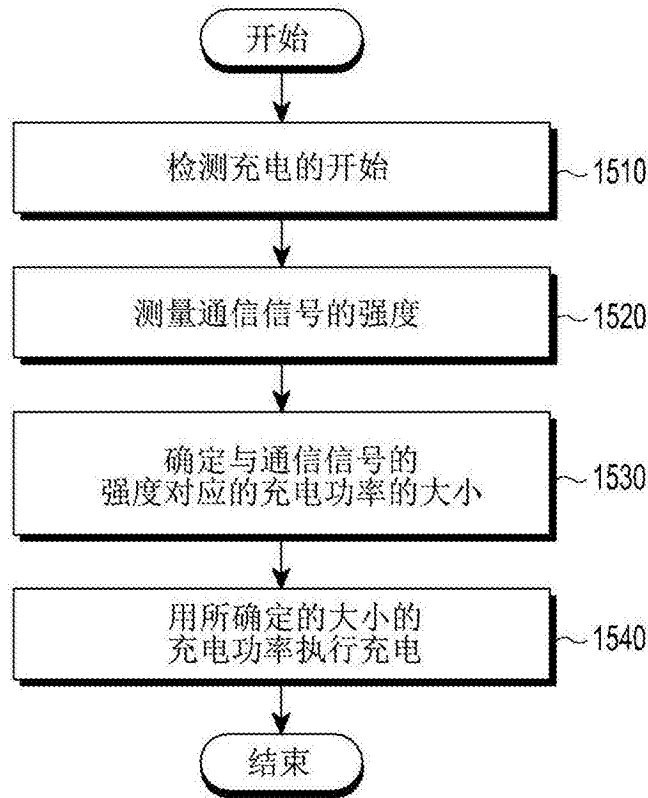 开始
检测充电的开始
1510
测量通信信号的强度
1520
确定与通信信号的
强度对应的充电功率的大小
1530
用所确定的大小的
充电功率执行充电
1540
结束